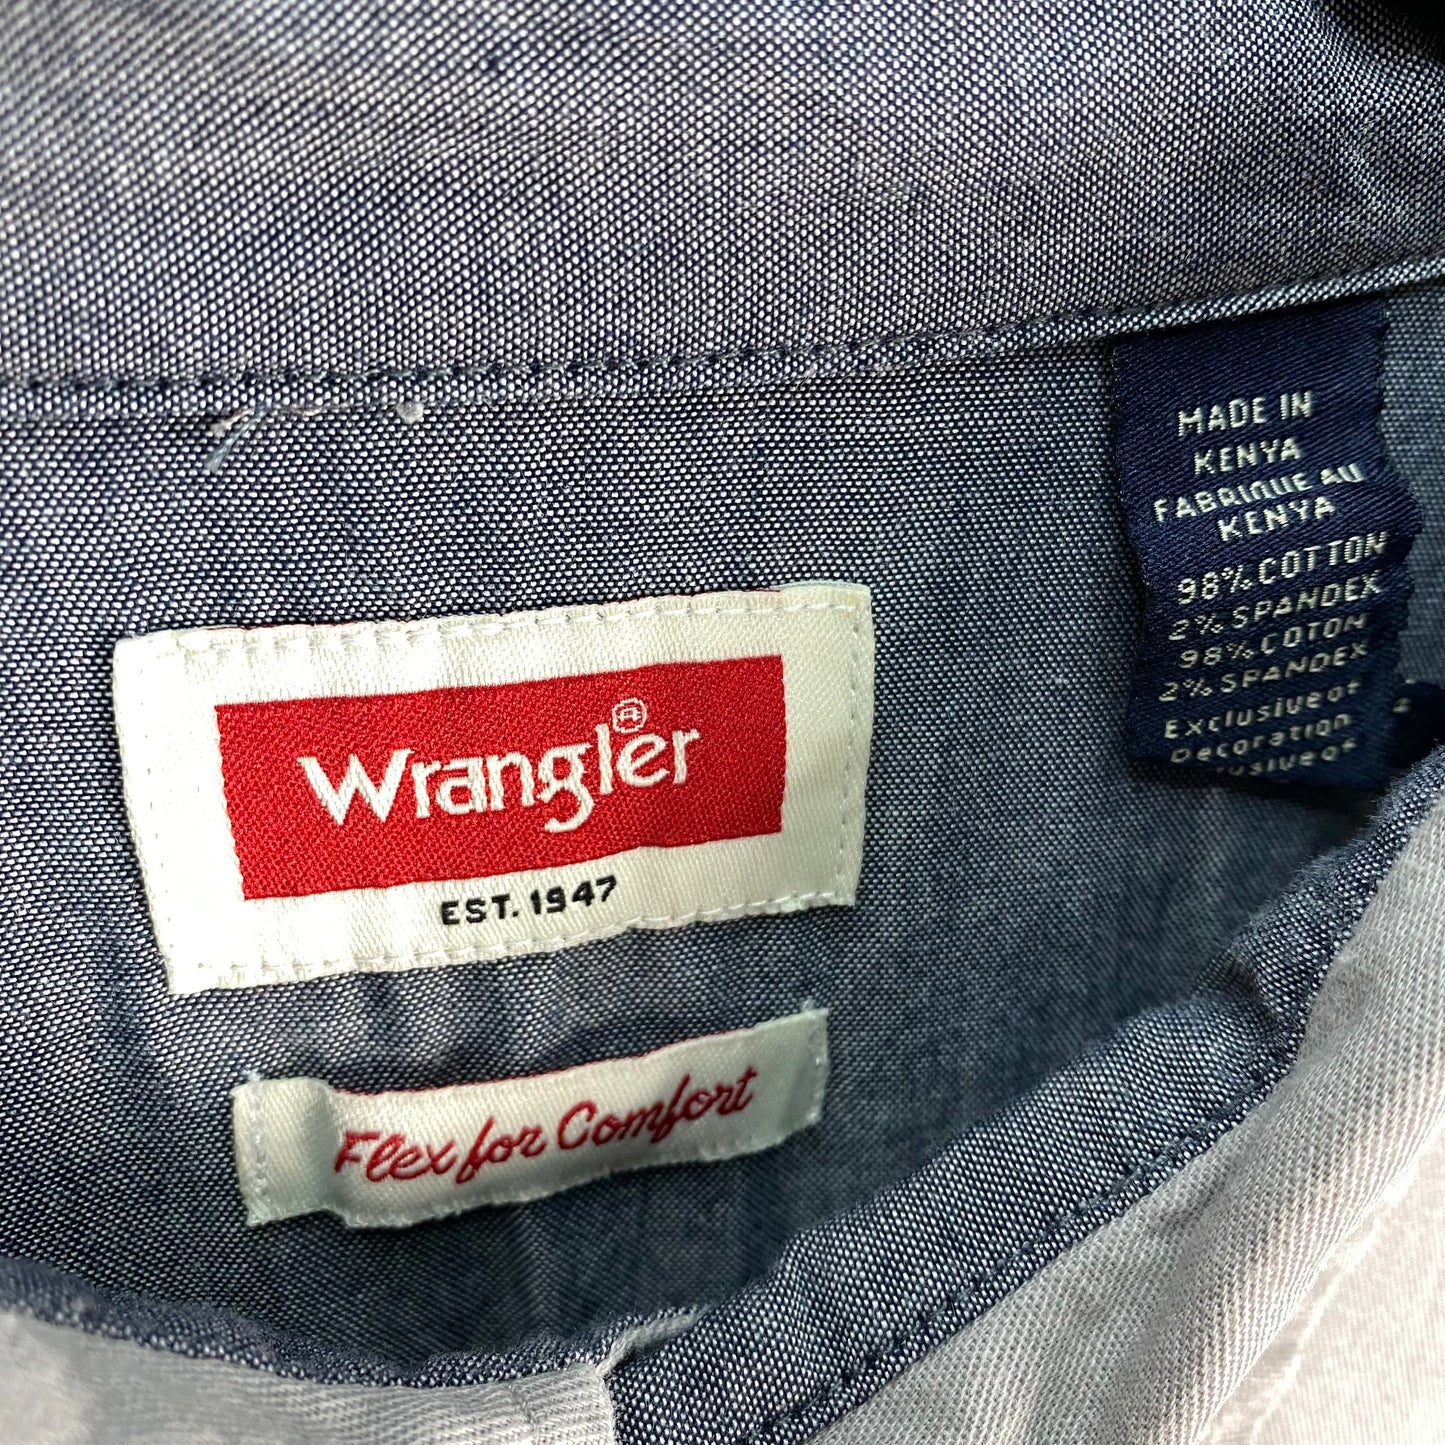 Wrangler®
EST. 1947
Flex for Comfort
MADE IN
KENYA
FABRIQUE AU
KENYA
98% COTTON
2% SPANDEX
98% COTON
2% SPANDEX
Exclusive of
Decoration